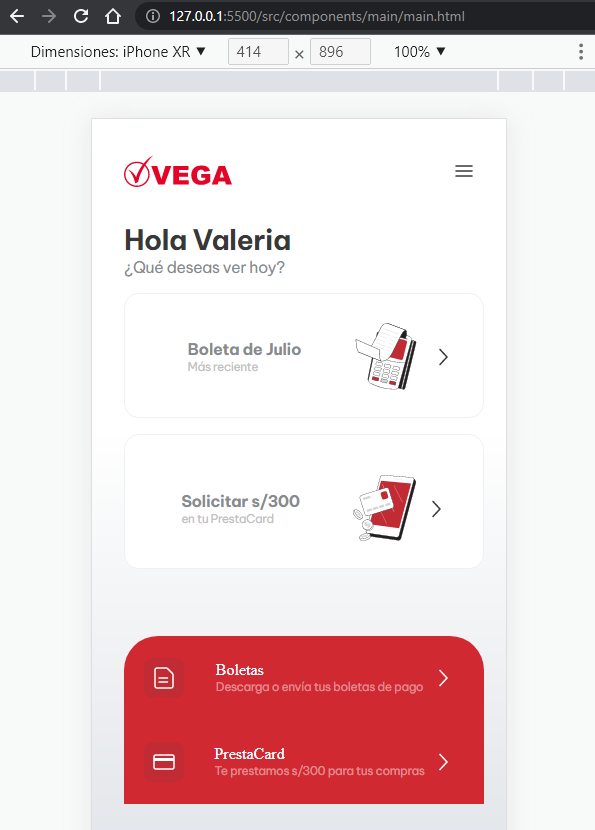 127.0.0.1:5500/src/components/main/main.html
Dimensiones: iPhone XR ▼ 414 × 896 100% ▼
VEGA
Hola Valeria
¿Qué deseas ver hoy?
Boleta de Julio
Más reciente
Solicitar s/300
en tu PrestaCard
Boletas
Descarga o envía tus boletas de pago
PrestaCard
Te prestamos s/300 para tus compras